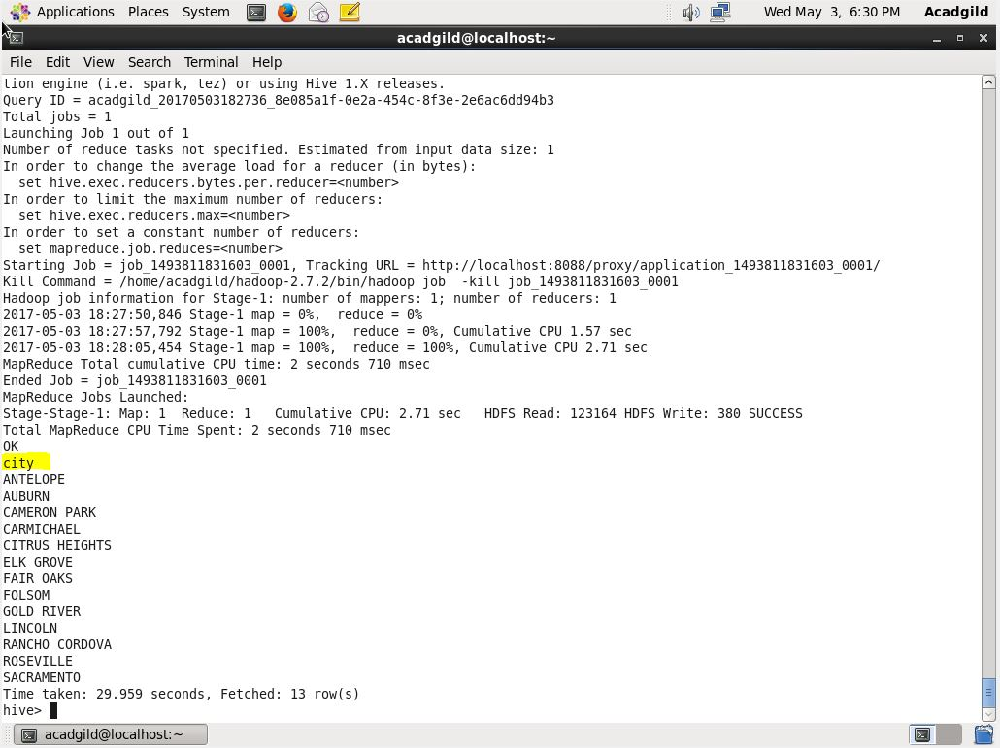 Applications Places System Wed May 3, 6:30 PM Acadgild
acadgild@localhost:~
File Edit View Search Terminal Help
tion engine (i.e. spark, tez) or using Hive 1.X releases.
Query ID = acadgild_20170503182736_8e085a1f-0e2a-454c-8f3e-2e6ac6dd94b3
Total jobs = 1
Launching Job 1 out of 1
Number of reduce tasks not specified. Estimated from input data size: 1
In order to change the average load for a reducer (in bytes):
  set hive.exec.reducers.bytes.per.reducer=<number>
In order to limit the maximum number of reducers:
  set hive.exec.reducers.max=<number>
In order to set a constant number of reducers:
  set mapreduce.job.reduces=<number>
Starting Job = job_1493811831603_0001, Tracking URL = http://localhost:8088/proxy/application_1493811831603_0001/
Kill Command = /home/acadgild/hadoop-2.7.2/bin/hadoop job  -kill job_1493811831603_0001
Hadoop job information for Stage-1: number of mappers: 1; number of reducers: 1
2017-05-03 18:27:50,846 Stage-1 map = 0%,  reduce = 0%
2017-05-03 18:27:57,792 Stage-1 map = 100%,  reduce = 0%, Cumulative CPU 1.57 sec
2017-05-03 18:28:05,454 Stage-1 map = 100%,  reduce = 100%, Cumulative CPU 2.71 sec
MapReduce Total cumulative CPU time: 2 seconds 710 msec
Ended Job = job_1493811831603_0001
MapReduce Jobs Launched:
Stage-Stage-1: Map: 1  Reduce: 1   Cumulative CPU: 2.71 sec   HDFS Read: 123164 HDFS Write: 380 SUCCESS
Total MapReduce CPU Time Spent: 2 seconds 710 msec
OK
city
ANTELOPE
AUBURN
CAMERON PARK
CARMICHAEL
CITRUS HEIGHTS
ELK GROVE
FAIR OAKS
FOLSOM
GOLD RIVER
LINCOLN
RANCHO CORDOVA
ROSEVILLE
SACRAMENTO
Time taken: 29.959 seconds, Fetched: 13 row(s)
hive>
acadgild@localhost:~